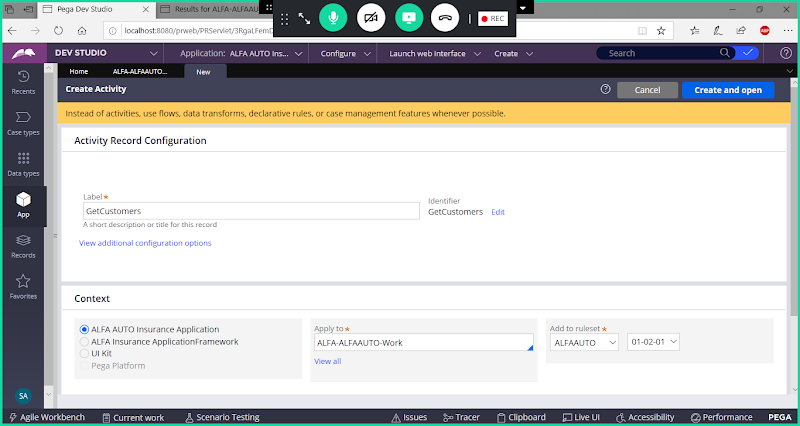 Pega Dev Studio
Results for ALFA-ALFAAUTO
REC
localhost:8080/prweb/PRServlet/3RgaLFemD
ABP
DEV STUDIO
Application: ALFA AUTO Ins...
Configure
Launch web interface
Create
Search
Recents
Case types
Data types
App
Records
Favorites
SA
Home
ALFA-ALFAAUTO...
New
Create Activity
Cancel
Create and open
Instead of activities, use flows, data transforms, declarative rules, or case management features whenever possible.
Activity Record Configuration
Label★
GetCustomers
A short description or title for this record
Identifier
GetCustomers Edit
View additional configuration options
Context
ALFA AUTO Insurance Application
ALFA Insurance ApplicationFramework
UI Kit
Pega Platform
Apply to ★
ALFA-ALFAAUTO-Work
View all
Add to ruleset★
ALFAAUTO
01-02-01
Agile Workbench
Current work
Scenario Testing
Issues
Tracer
Clipboard
Live UI
Accessibility
Performance
PEGA